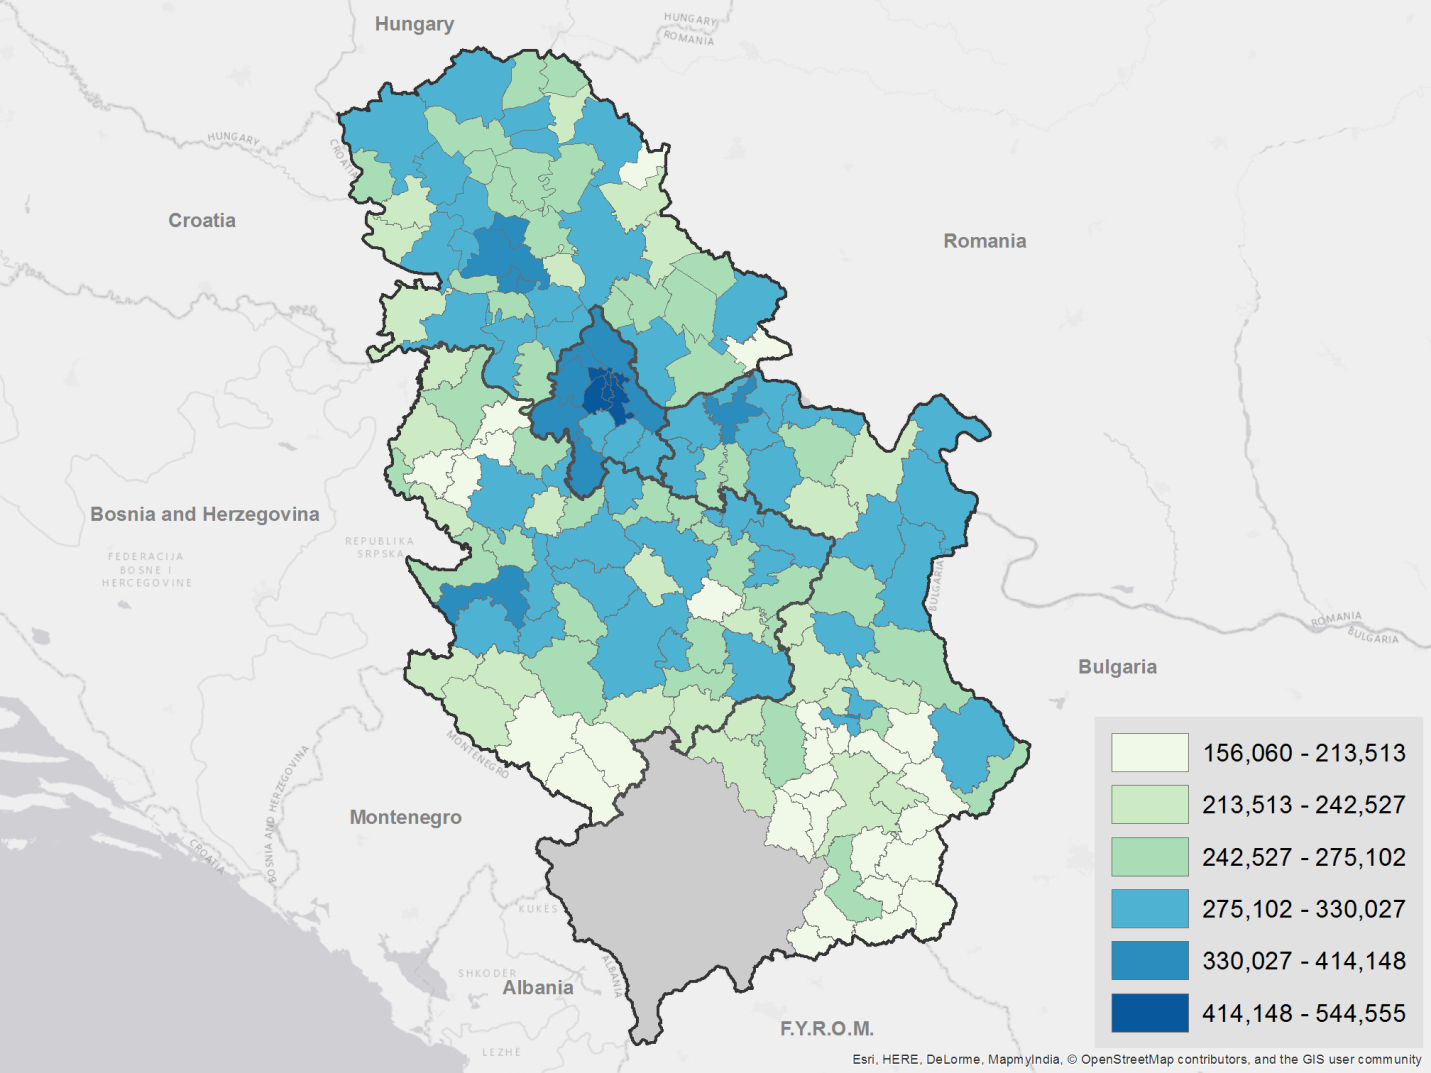 Hungary
HUNGARY
ROMANIA
HUNGARY
CROATIA
Croatia
Romania
Bosnia and Herzegovina
FEDERACIJA
BOSNE I
HERCEGOVINE
REPUBLIKA
SRPSKA
BULGARIA
ROMANIA
BULGARIA
Bulgaria
MONTENEGRO
BOSNIA AND HERZEGOVINA
CROATIA
Montenegro
KUKES
SHKODER
ALBANIA
Albania
F.Y.R.O.M.
LEZHE
156,060 - 213,513
213,513 - 242,527
242,527 - 275,102
275,102 - 330,027
330,027 - 414,148
414,148 - 544,555
Esri, HERE, DeLorme, MapmyIndia, © OpenStreetMap contributors, and the GIS user community